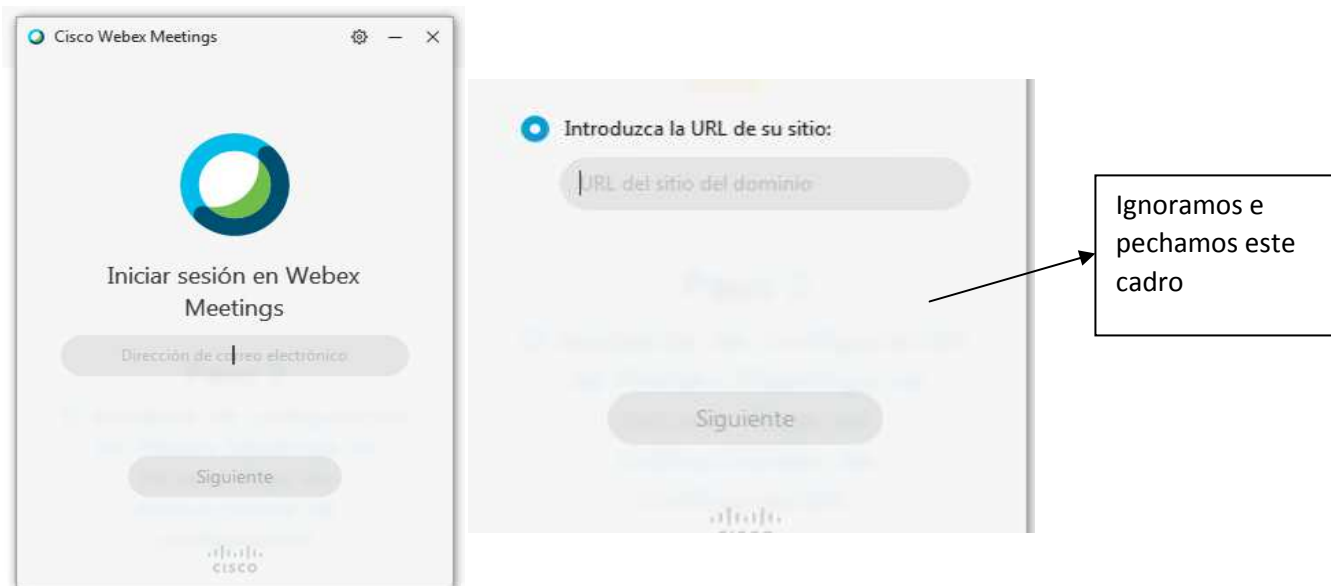 Cisco Webex Meetings
Iniciar sesión en Webex
Meetings
Dirección de correo electrónico
Siguiente
CISCO
Introduzca la URL de su sitio:
URL del sitio del dominio
Siguiente
Ignoramos e
pechamos este
cadro